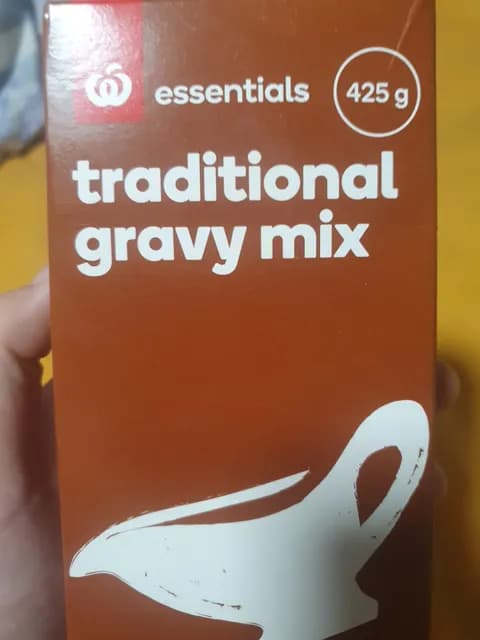 essentials 425 g
traditional
gravy mix